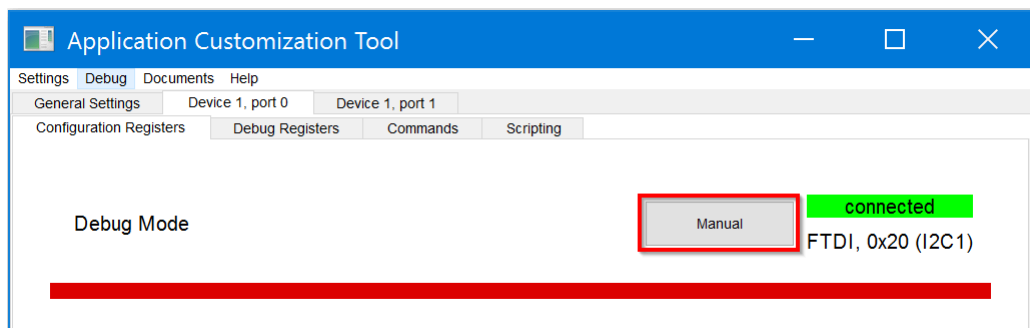 Application Customization Tool
Settings Debug Documents Help
General Settings Device 1, port 0 Device 1, port 1
Configuration Registers Debug Registers Commands Scripting
Debug Mode Manual connected
FTDI, 0x20 (I2C1)